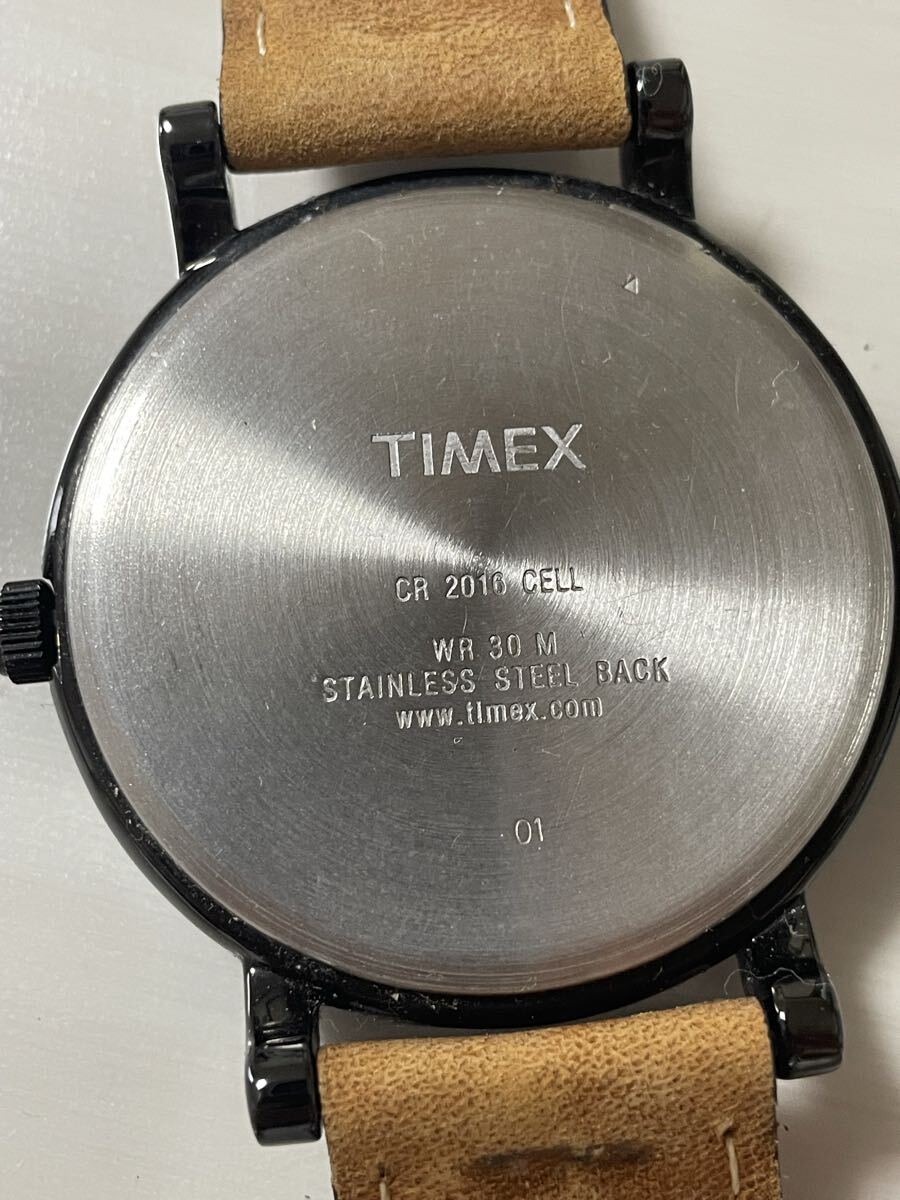 TIMEX
CR 2016 CELL
WR 30 M
STAINLESS STEEL BACK
www.timex.com
01